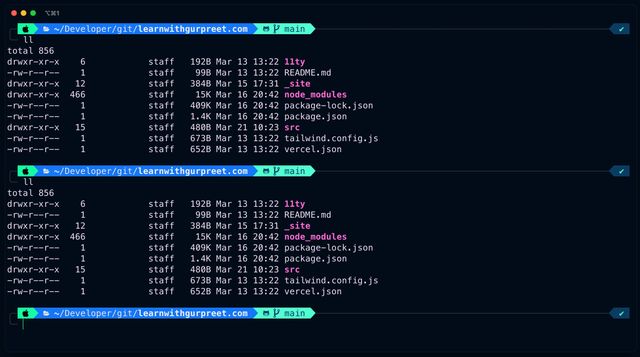 ⌥⌘1
~/Developer/git/learnwithgurpreet.com main ✔
ll
total 856
drwxr-xr-x 6 staff 192B Mar 13 13:22 11ty
-rw-r--r-- 1 staff 99B Mar 13 13:22 README.md
drwxr-xr-x 12 staff 384B Mar 15 17:31 _site
drwxr-xr-x 466 staff 15K Mar 16 20:42 node_modules
-rw-r--r-- 1 staff 409K Mar 16 20:42 package-lock.json
-rw-r--r-- 1 staff 1.4K Mar 16 20:42 package.json
drwxr-xr-x 15 staff 480B Mar 21 10:23 src
-rw-r--r-- 1 staff 673B Mar 13 13:22 tailwind.config.js
-rw-r--r-- 1 staff 652B Mar 13 13:22 vercel.json
~/Developer/git/learnwithgurpreet.com main ✔
ll
total 856
drwxr-xr-x 6 staff 192B Mar 13 13:22 11ty
-rw-r--r-- 1 staff 99B Mar 13 13:22 README.md
drwxr-xr-x 12 staff 384B Mar 15 17:31 _site
drwxr-xr-x 466 staff 15K Mar 16 20:42 node_modules
-rw-r--r-- 1 staff 409K Mar 16 20:42 package-lock.json
-rw-r--r-- 1 staff 1.4K Mar 16 20:42 package.json
drwxr-xr-x 15 staff 480B Mar 21 10:23 src
-rw-r--r-- 1 staff 673B Mar 13 13:22 tailwind.config.js
-rw-r--r-- 1 staff 652B Mar 13 13:22 vercel.json
~/Developer/git/learnwithgurpreet.com main ✔